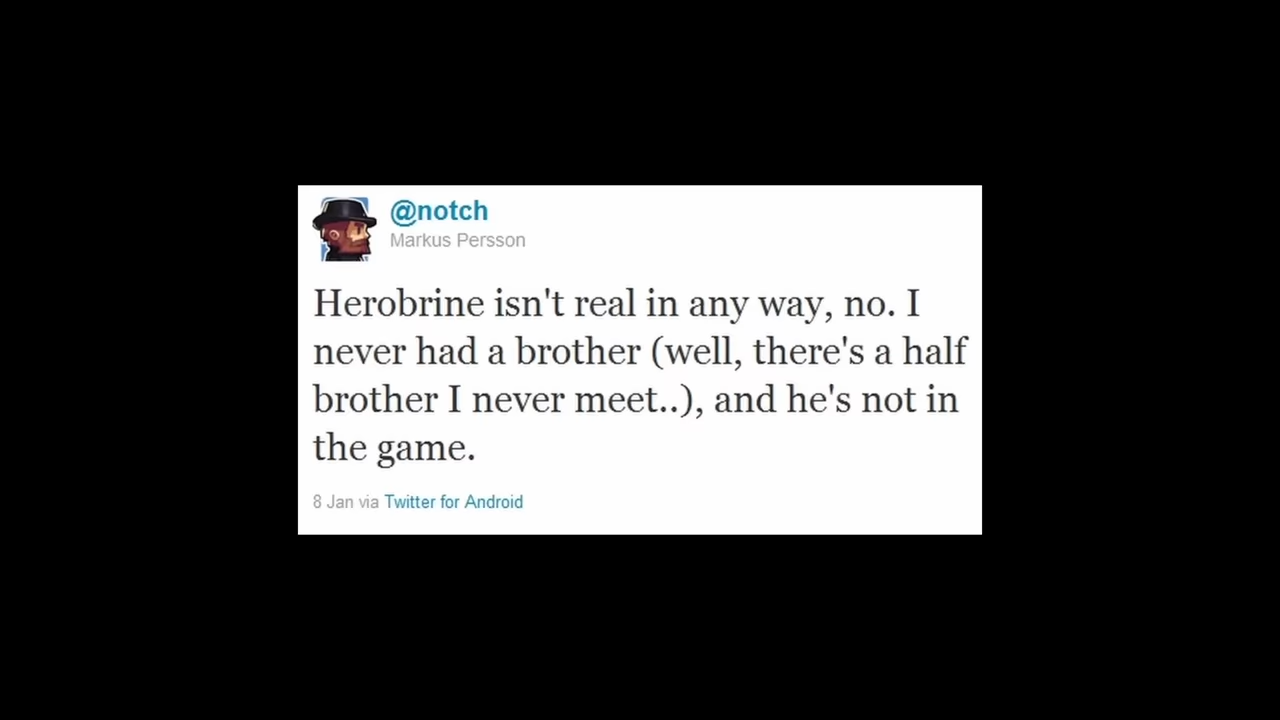 @notch
Markus Persson
Herobrine isn't real in any way, no. I
never had a brother (well, there's a half
brother I never meet..), and he's not in
the game.
8 Jan via Twitter for Android